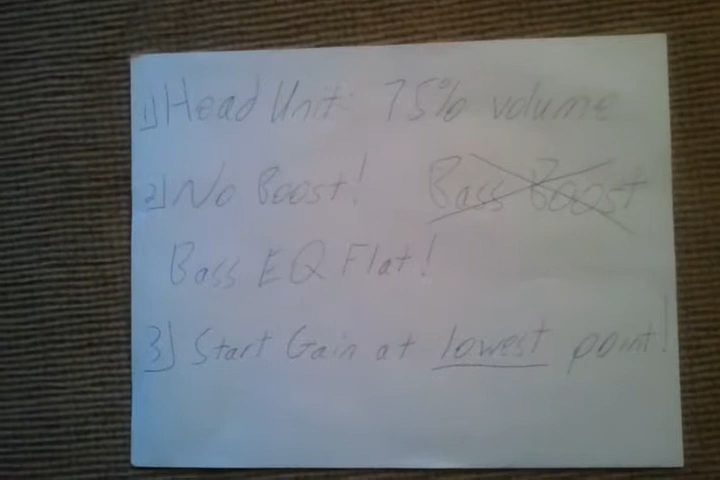 1) Head Unit: 75% volume
2) No Boost! Bass Boost
Bass EQ Flat!
3) Start Gain at lowest point!